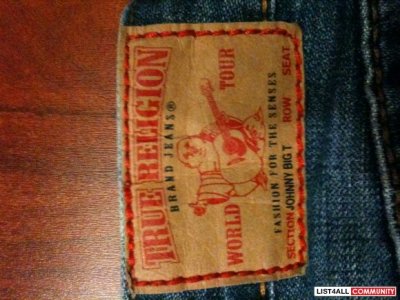 TRUE RELIGION
BRAND JEANS®
WORLD TOUR
FASHION FOR THE SENSES
SECTION JOHNNY BIG T ROW SEAT
LIST4ALL COMMUNITY